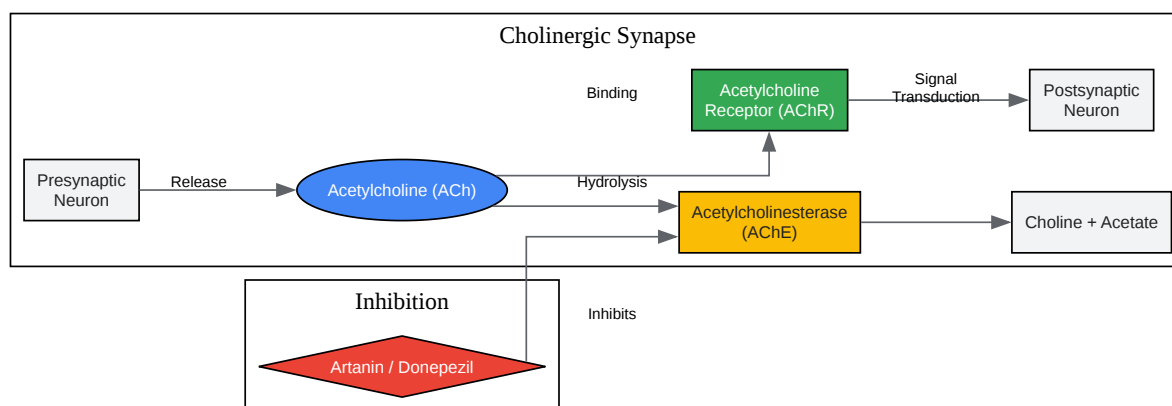 Cholinergic Synapse
Binding
Acetylcholine
Receptor (AChR)
Signal
Transduction
Postsynaptic
Neuron
Presynaptic
Neuron
Release
Acetylcholine (ACh)
Hydrolysis
Acetylcholinesterase
(AChE)
Choline + Acetate
Inhibition
Inhibits
Artanin / Donepezil